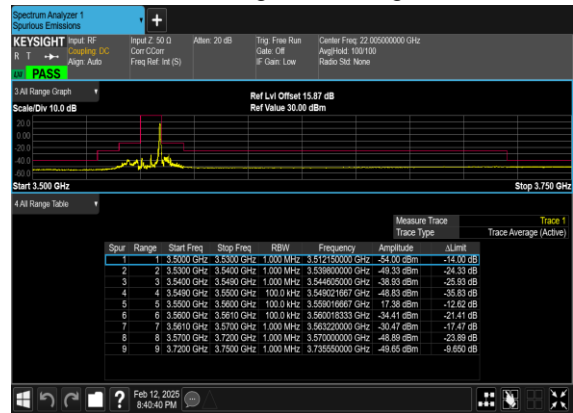 Spectrum Analyzer 1
Spurious Emissions
+
KEYSIGHT Input: RF Input Z: 50 Ω Atten: 20 dB Trig: Free Run Center Freq: 22.005000000 GHz
R T Coupling: DC Corr CCorr Gate: Off Avg|Hold: 100/100
Align: Auto Freq Ref: Int (S) IF Gain: Low Radio Std: None
PASS
3 All Range Graph
Ref Lvl Offset 15.87 dB
Scale/Div 10.0 dB Ref Value 30.00 dBm
20.0
0.00
-20.0
-40.0
-60.0
Start 3.500 GHz Stop 3.750 GHz
4 All Range Table
Measure Trace Trace 1
Trace Type Trace Average (Active)
Spur Range Start Freq Stop Freq RBW Frequency Amplitude ΔLimit
1 1 3.5000 GHz 3.5300 GHz 1.000 MHz 3.512150000 GHz -54.00 dBm -14.00 dB
2 2 3.5300 GHz 3.5400 GHz 1.000 MHz 3.539800000 GHz -49.33 dBm -24.33 dB
3 3 3.5400 GHz 3.5490 GHz 1.000 MHz 3.544605000 GHz -38.93 dBm -25.93 dB
4 4 3.5490 GHz 3.5500 GHz 100.0 kHz 3.549021667 GHz -48.83 dBm -35.83 dB
5 5 3.5500 GHz 3.5600 GHz 100.0 kHz 3.559016667 GHz 17.38 dBm -12.62 dB
6 6 3.5600 GHz 3.5610 GHz 100.0 kHz 3.560018333 GHz -34.41 dBm -21.41 dB
7 7 3.5610 GHz 3.5700 GHz 1.000 MHz 3.563220000 GHz -30.47 dBm -17.47 dB
8 8 3.5700 GHz 3.7200 GHz 1.000 MHz 3.570000000 GHz -48.89 dBm -23.89 dB
9 9 3.7200 GHz 3.7500 GHz 1.000 MHz 3.735550000 GHz -49.65 dBm -9.650 dB
? Feb 12, 2025
8:40:40 PM